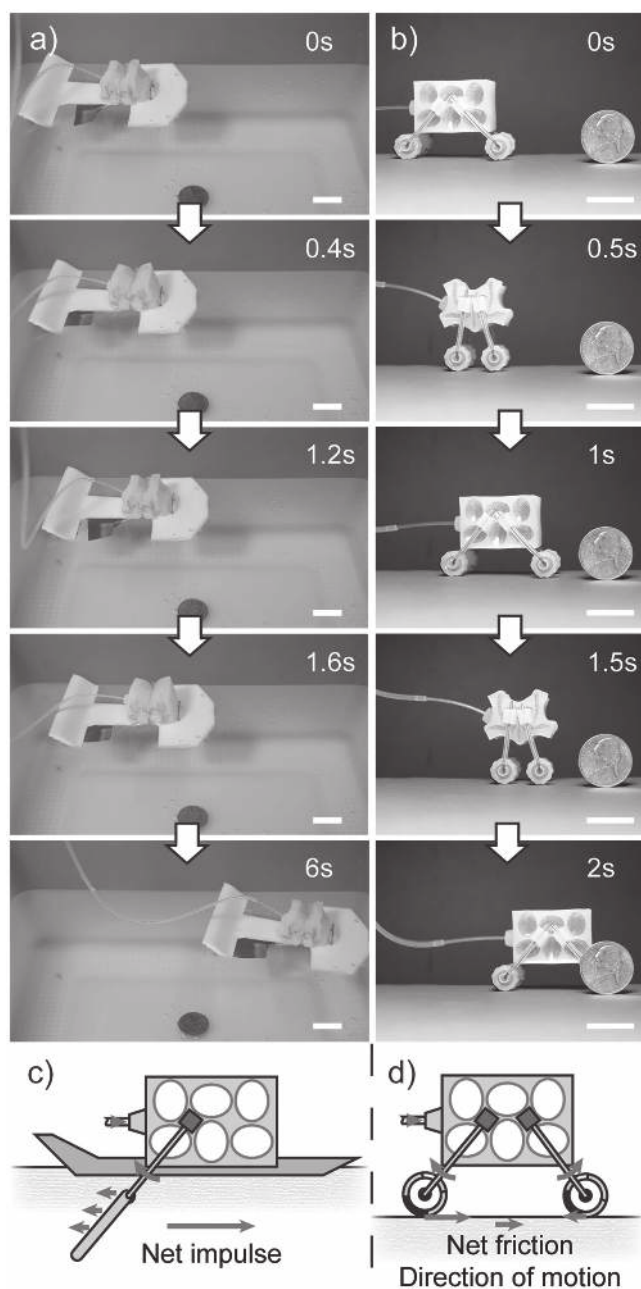 a)
0s
0.4s
1.2s
1.6s
6s
b)
0s
0.5s
1s
1.5s
2s
c)
Net impulse
d)
Net friction
Direction of motion